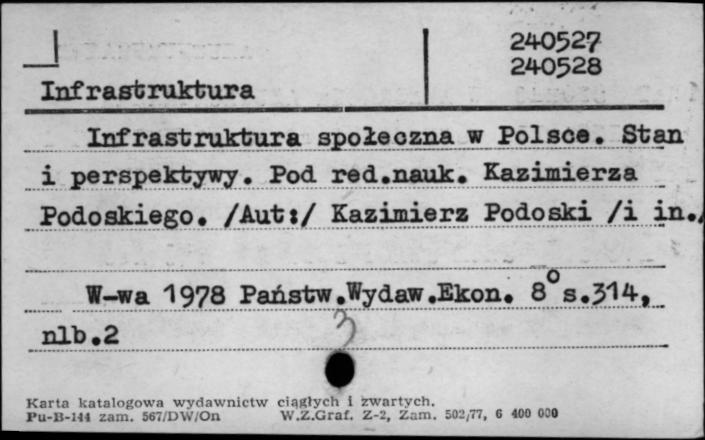 240527
240528
Infrastruktura
Infrastruktura społeczna w Polsce. Stan
i perspektywy. Pod red.nauk. Kazimierza
Podoskiego. /Aut:/ Kazimierz Podoski /i in./
W-wa 1978 Państw.Wydaw.Ekon. 8° s.314,
nlb.2
3
Karta katalogowa wydawnictw ciągłych i zwartych.
Pu-B-144 zam. 567/DW/On W.Z.Graf. Z-2, Zam. 502/77, 6 400 000